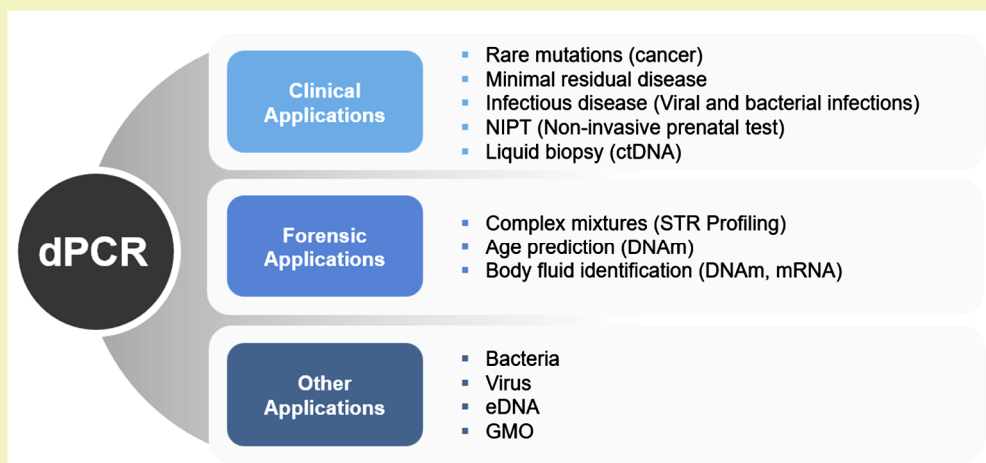 dPCR
Clinical
Applications
Rare mutations (cancer)
Minimal residual disease
Infectious disease (Viral and bacterial infections)
NIPT (Non-invasive prenatal test)
Liquid biopsy (ctDNA)
Forensic
Applications
Complex mixtures (STR Profiling)
Age prediction (DNAm)
Body fluid identification (DNAm, mRNA)
Other
Applications
Bacteria
Virus
eDNA
GMO